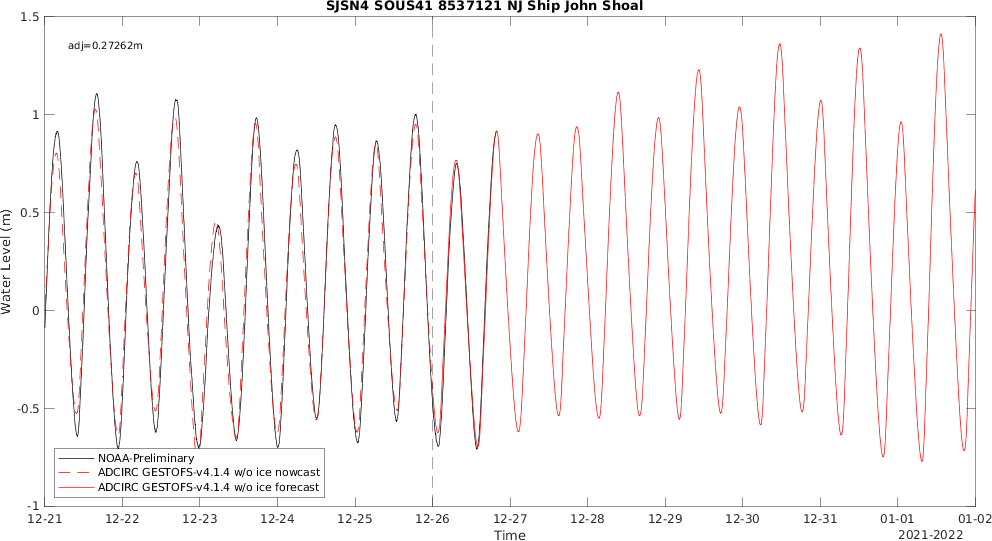 SJSN4 SOUS41 8537121 NJ Ship John Shoal
adj=0.27262m
1.5
1
0.5
0
-0.5
-1
Water Level (m)
NOAA-Preliminary
ADCIRC GESTOFS-v4.1.4 w/o ice nowcast
ADCIRC GESTOFS-v4.1.4 w/o ice forecast
12-21 12-22 12-23 12-24 12-25 12-26 12-27 12-28 12-29 12-30 12-31 01-01 01-02
Time
2021-2022